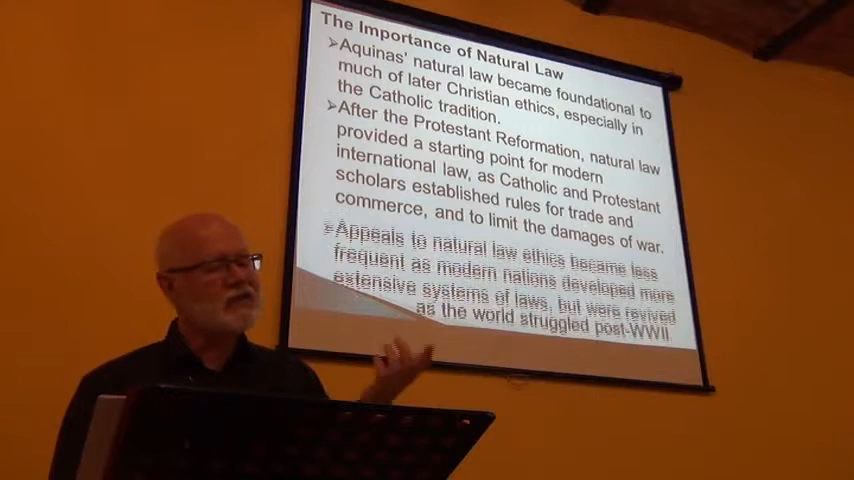 The Importance of Natural Law
➢Aquinas' natural law became foundational to
much of later Christian ethics, especially in
the Catholic tradition.
➢After the Protestant Reformation, natural law
provided a starting point for modern
international law, as Catholic and Protestant
scholars established rules for trade and
commerce, and to limit the damages of war.
➢Appeals to natural law ethics became less
frequent as modern nations developed more
extensive systems of laws, but were revived
as the world struggled post-WWII.